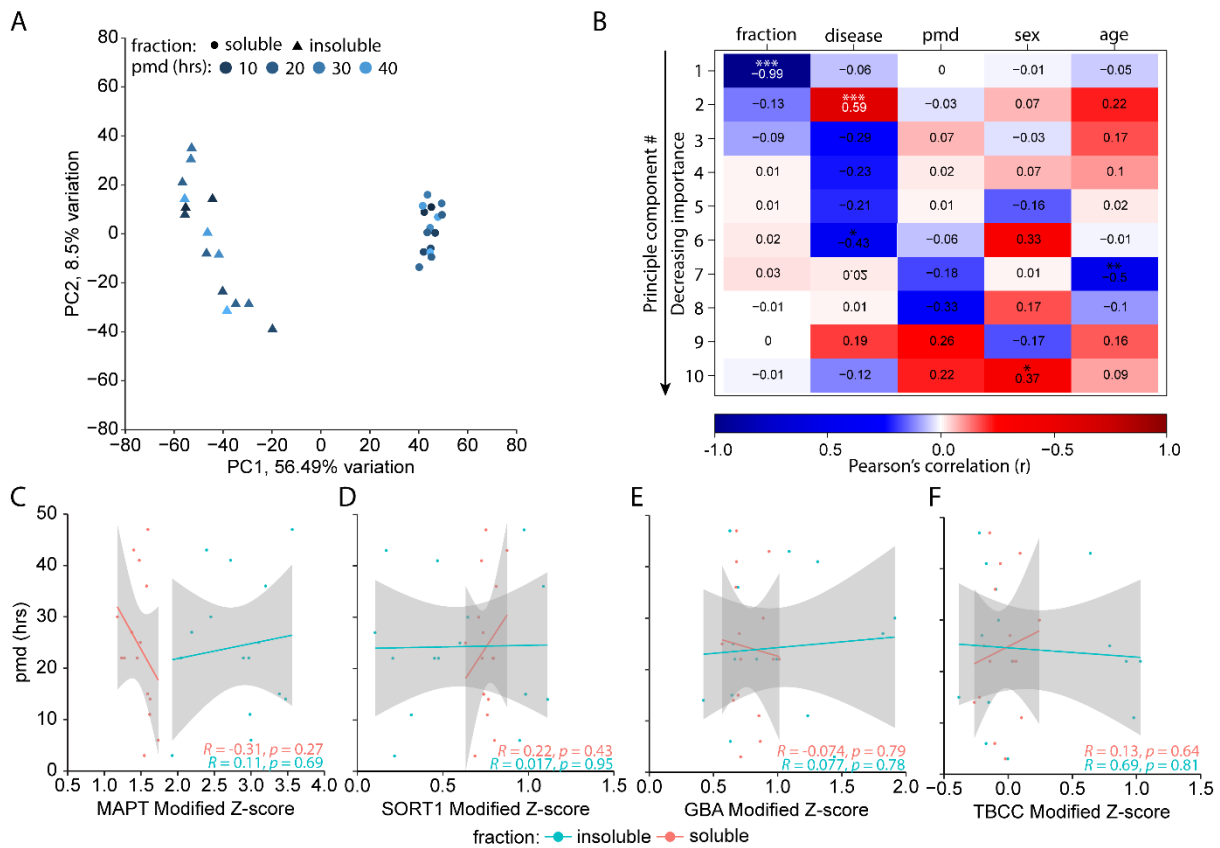 A
fraction: ● soluble ▲ insoluble
pmd (hrs): 10 20 30 40
80
60
40
20
0
−20
−40
−60
−80
PC2, 8.5% variation
−80 −60 −40 −20 0 20 40 60 80
PC1, 56.49% variation
B
fraction disease pmd sex age
Principle component #
Decreasing importance
1 *** −0.99 −0.06 0 −0.01 −0.05
2 −0.13 *** 0.59 −0.03 0.07 0.22
3 −0.09 −0.29 0.07 −0.03 0.17
4 0.01 −0.23 0.02 0.07 0.1
5 0.01 −0.21 0.01 −0.16 0.02
6 0.02 * −0.43 −0.06 0.33 −0.01
7 0.03 0.02 −0.18 0.01 ** −0.5
8 −0.01 0.01 −0.33 0.17 −0.1
9 0 0.19 0.26 −0.17 0.16
10 −0.01 −0.12 0.22 * 0.37 0.09
-1.0 0.5 0.0 −0.5 1.0
Pearson's correlation (r)
C
50
40
30
20
10
0
pmd (hrs)
R = -0.31, p = 0.27
R = 0.11, p = 0.69
0.5 1.0 1.5 2.0 2.5 3.0 3.5 4.0
MAPT Modified Z-score
D
R = 0.22, p = 0.43
R = 0.017, p = 0.95
0.5 1.0 1.5
SORT1 Modified Z-score
E
R = -0.074, p = 0.79
R = 0.077, p = 0.78
0.0 0.5 1.0 1.5 2.0
GBA Modified Z-score
F
R = 0.13, p = 0.64
R = 0.69, p = 0.81
0.0 0.5 1.0 1.5
TBCC Modified Z-score
fraction: insoluble soluble